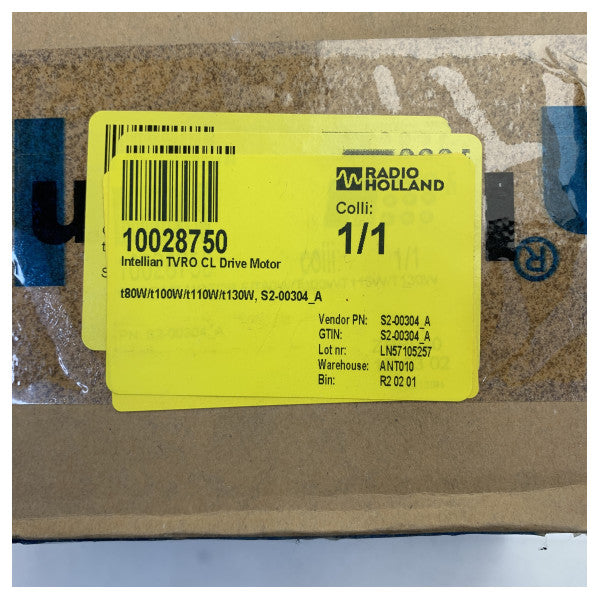 RADIO
HOLLAND
Colli:
1/1
10028750
Intellian TVRO CL Drive Motor
t80W/t100W/t110W/t130W, S2-00304_A
Vendor PN: S2-00304_A
GTIN: S2-00304_A
Lot nr: LN57105257
Warehouse: ANT010
Bin: R2 02 01
®